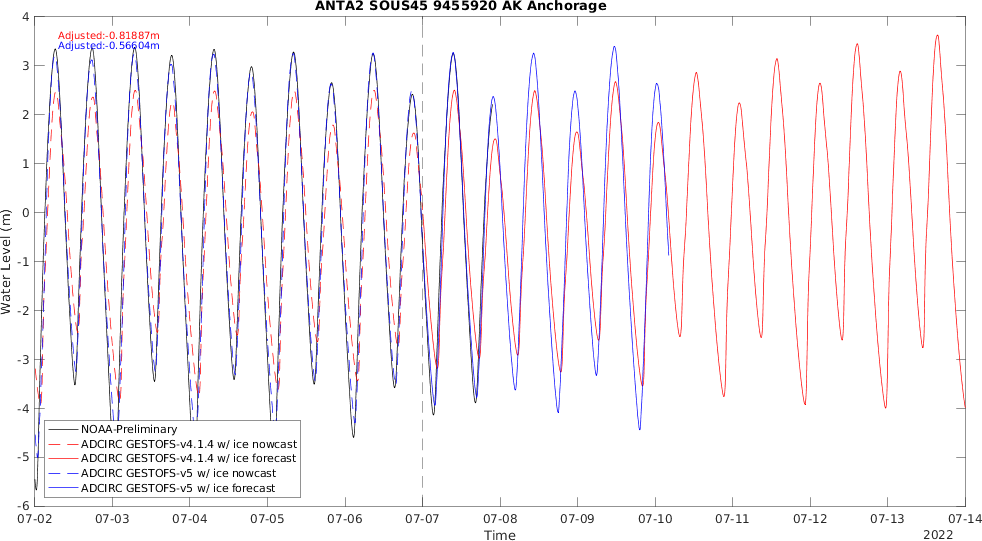 ANTA2 SOUS45 9455920 AK Anchorage
Adjusted:-0.81887m
Adjusted:-0.56604m
Water Level (m)
4
3
2
1
0
-1
-2
-3
-4
-5
-6
NOAA-Preliminary
ADCIRC GESTOFS-v4.1.4 w/ ice nowcast
ADCIRC GESTOFS-v4.1.4 w/ ice forecast
ADCIRC GESTOFS-v5 w/ ice nowcast
ADCIRC GESTOFS-v5 w/ ice forecast
07-02 07-03 07-04 07-05 07-06 07-07 07-08 07-09 07-10 07-11 07-12 07-13 07-14
Time
2022